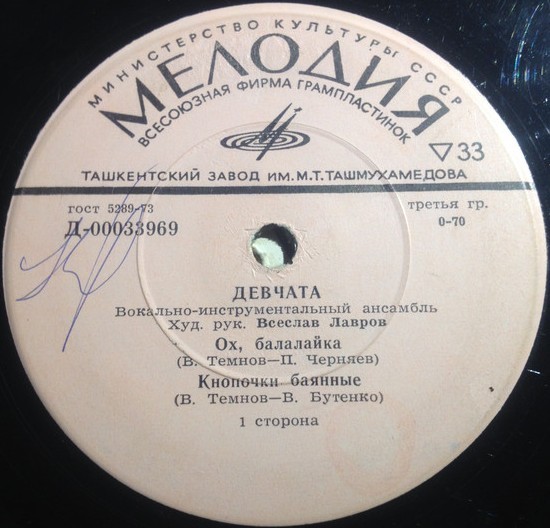 МИНИСТЕРСТВО КУЛЬТУРЫ СССР
МЕЛОДИЯ
ВСЕСОЮЗНАЯ ФИРМА ГРАМПЛАСТИНОК
▽33
ТАШКЕНТСКИЙ ЗАВОД ИМ. М.Т. ТАШМУХАМЕДОВА
гост 5289-73
третья гр.
Д-00033969
0-70
ДЕВЧАТА
Вокально-инструментальный ансамбль
Худ. рук. Всеслав Лавров
Ох, балалайка
(В. Темнов—П. Черняев)
Кнопочки баянные
(В. Темнов—В. Бутенко)
1 сторона